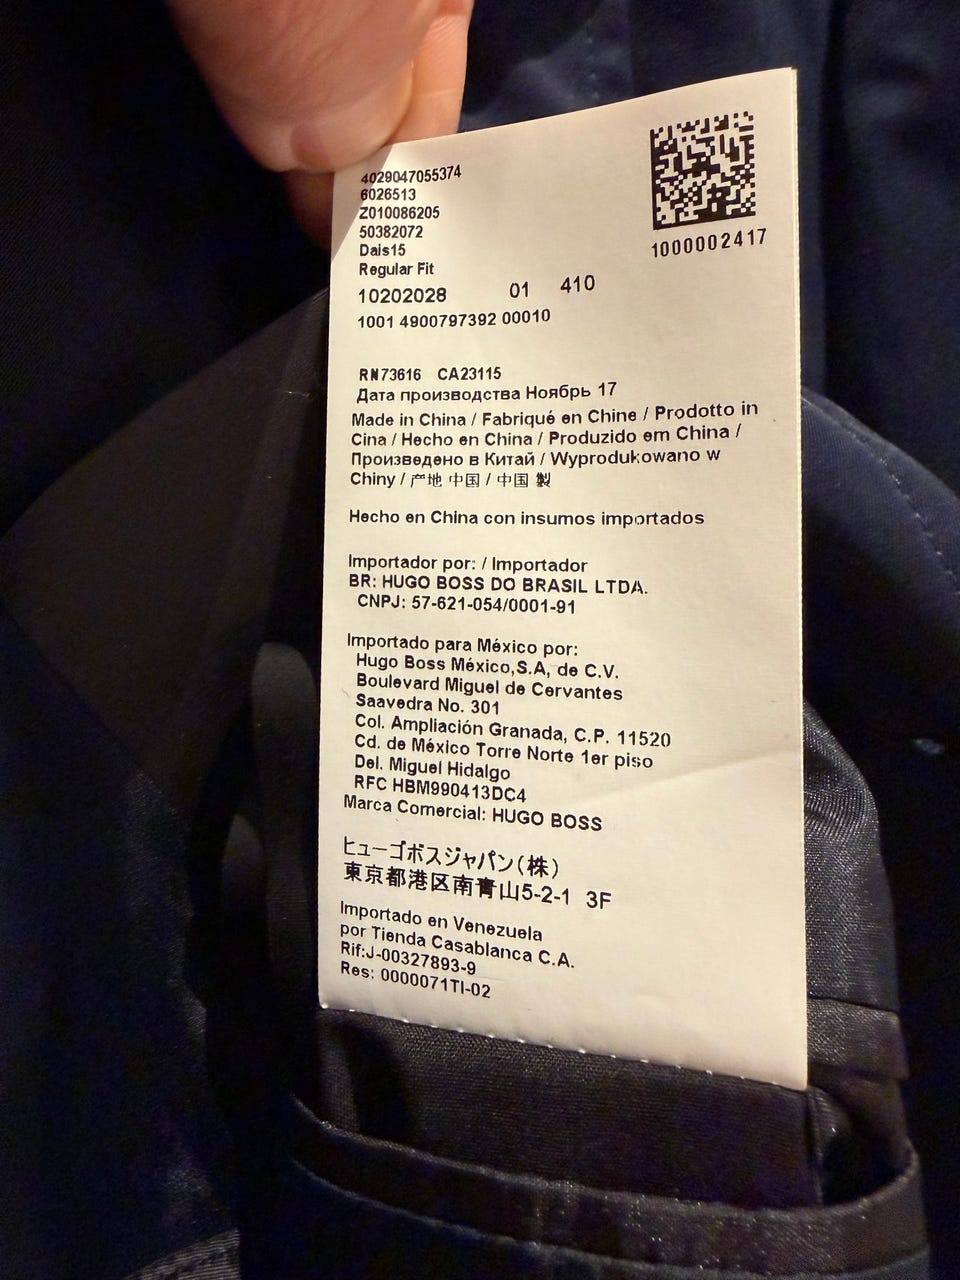 4029047055374
6026513
Z010086205
50382072
Dais15
Regular Fit
10202028 01 410
1001 4900797392 00010
1000002417
RN73616 CA23115
Дата производства Ноябрь 17
Made in China / Fabriqué en Chine / Prodotto in
Cina / Hecho en China / Produzido em China /
Произведено в Китай / Wyprodukowano w
Chiny / 产地 中国 / 中国 製
Hecho en China con insumos importados
Importador por: / Importador
BR: HUGO BOSS DO BRASIL LTDA.
CNPJ: 57-621-054/0001-91
Importado para México por:
Hugo Boss México,S.A, de C.V.
Boulevard Miguel de Cervantes
Saavedra No. 301
Col. Ampliación Granada, C.P. 11520
Cd. de México Torre Norte 1er piso
Del. Miguel Hidalgo
RFC HBM990413DC4
Marca Comercial: HUGO BOSS
ヒューゴボスジャパン(株)
東京都港区南青山5-2-1 3F
Importado en Venezuela
por Tienda Casablanca C.A.
Rif:J-00327893-9
Res: 0000071TI-02